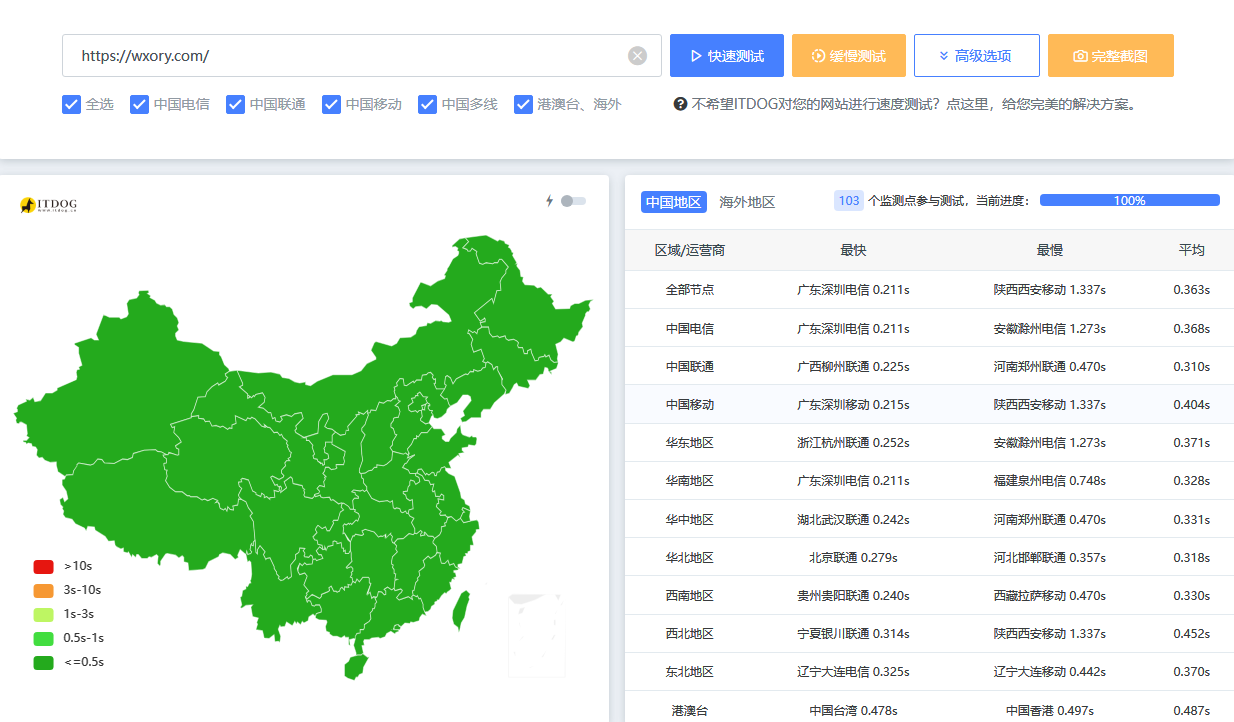 https://wxory.com/
快速测试
缓慢测试
高级选项
完整截图
全选 中国电信 中国联通 中国移动 中国多线 港澳台、海外
不希望ITDOG对您的网站进行速度测试？点这里，给您完美的解决方案。
ITDOG
www.itdog.cn
>10s
3s-10s
1s-3s
0.5s-1s
<=0.5s
中国地区 海外地区 103 个监测点参与测试，当前进度： 100%
区域/运营商 最快 最慢 平均
全部节点 广东深圳电信 0.211s 陕西西安移动 1.337s 0.363s
中国电信 广东深圳电信 0.211s 安徽滁州电信 1.273s 0.368s
中国联通 广西柳州联通 0.225s 河南郑州联通 0.470s 0.310s
中国移动 广东深圳移动 0.215s 陕西西安移动 1.337s 0.404s
华东地区 浙江杭州联通 0.252s 安徽滁州电信 1.273s 0.371s
华南地区 广东深圳电信 0.211s 福建泉州电信 0.748s 0.328s
华中地区 湖北武汉联通 0.242s 河南郑州联通 0.470s 0.331s
华北地区 北京联通 0.279s 河北邯郸联通 0.357s 0.318s
西南地区 贵州贵阳联通 0.240s 西藏拉萨移动 0.470s 0.330s
西北地区 宁夏银川联通 0.314s 陕西西安移动 1.337s 0.452s
东北地区 辽宁大连电信 0.325s 辽宁大连移动 0.442s 0.370s
港澳台 中国台湾 0.478s 中国香港 0.497s 0.487s